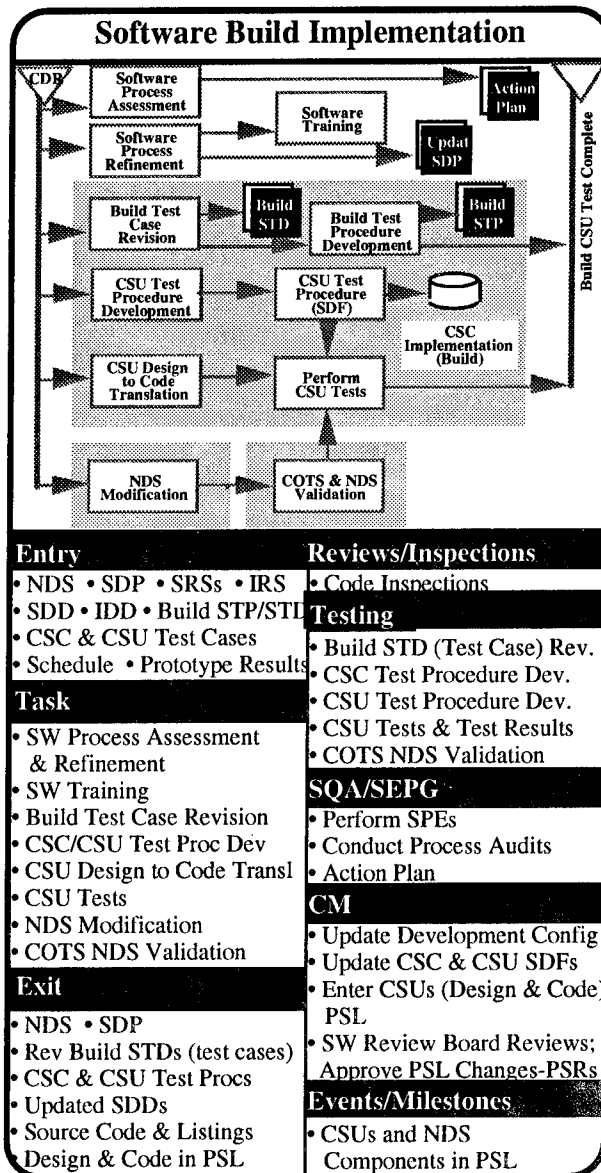 Software Build Implementation
CDR
Software
Process
Assessment
Action
Plan
Software
Training
Software
Process
Refinement
Updat
SDP
Build Test
Case
Revision
Build
STD
Build Test
Procedure
Development
Build
STP
CSU Test
Procedure
Development
CSU Test
Procedure
(SDF)
CSC
Implementation
(Build)
CSU Design
to Code
Translation
Perform
CSU Tests
NDS
Modification
COTS & NDS
Validation
Build CSU Test Complete
Entry
• NDS • SDP • SRSs • IRS
• SDD • IDD • Build STP/STD
• CSC & CSU Test Cases
• Schedule • Prototype Results
Task
• SW Process Assessment
& Refinement
• SW Training
• Build Test Case Revision
• CSC/CSU Test Proc Dev
• CSU Design to Code Transl
• CSU Tests
• NDS Modification
• COTS NDS Validation
Exit
• NDS • SDP
• Rev Build STDs (test cases)
• CSC & CSU Test Procs
• Updated SDDs
• Source Code & Listings
• Design & Code in PSL
Reviews/Inspections
• Code Inspections
Testing
• Build STD (Test Case) Rev.
• CSC Test Procedure Dev.
• CSU Test Procedure Dev.
• CSU Tests & Test Results
• COTS NDS Validation
SQA/SEPG
• Perform SPEs
• Conduct Process Audits
• Action Plan
CM
• Update Development Config
• Update CSC & CSU SDFs
• Enter CSUs (Design & Code)
PSL
• SW Review Board Reviews;
Approve PSL Changes-PSRs
Events/Milestones
• CSUs and NDS
Components in PSL